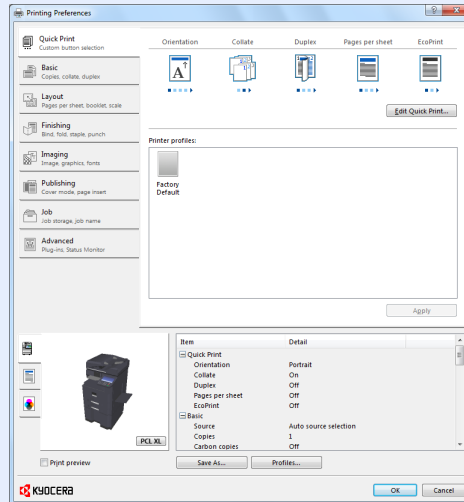 Printing Preferences
Quick Print
Custom button selection
Basic
Copies, collate, duplex
Layout
Pages per sheet, booklet, scale
Finishing
Bind, fold, staple, punch
Imaging
Image, graphics, fonts
Publishing
Cover mode, page insert
Job
Job storage, job name
Advanced
Plug-ins, Status Monitor
Orientation Collate Duplex Pages per sheet EcoPrint
A
Edit Quick Print...
Printer profiles:
Factory
Default
Apply
Item Detail
Quick Print
Orientation Portrait
Collate On
Duplex Off
Pages per sheet Off
EcoPrint Off
Basic
Source Auto source selection
Copies 1
Carbon copies Off
PCL XL
Print preview
Save As... Profiles...
KYOCERA
OK Cancel